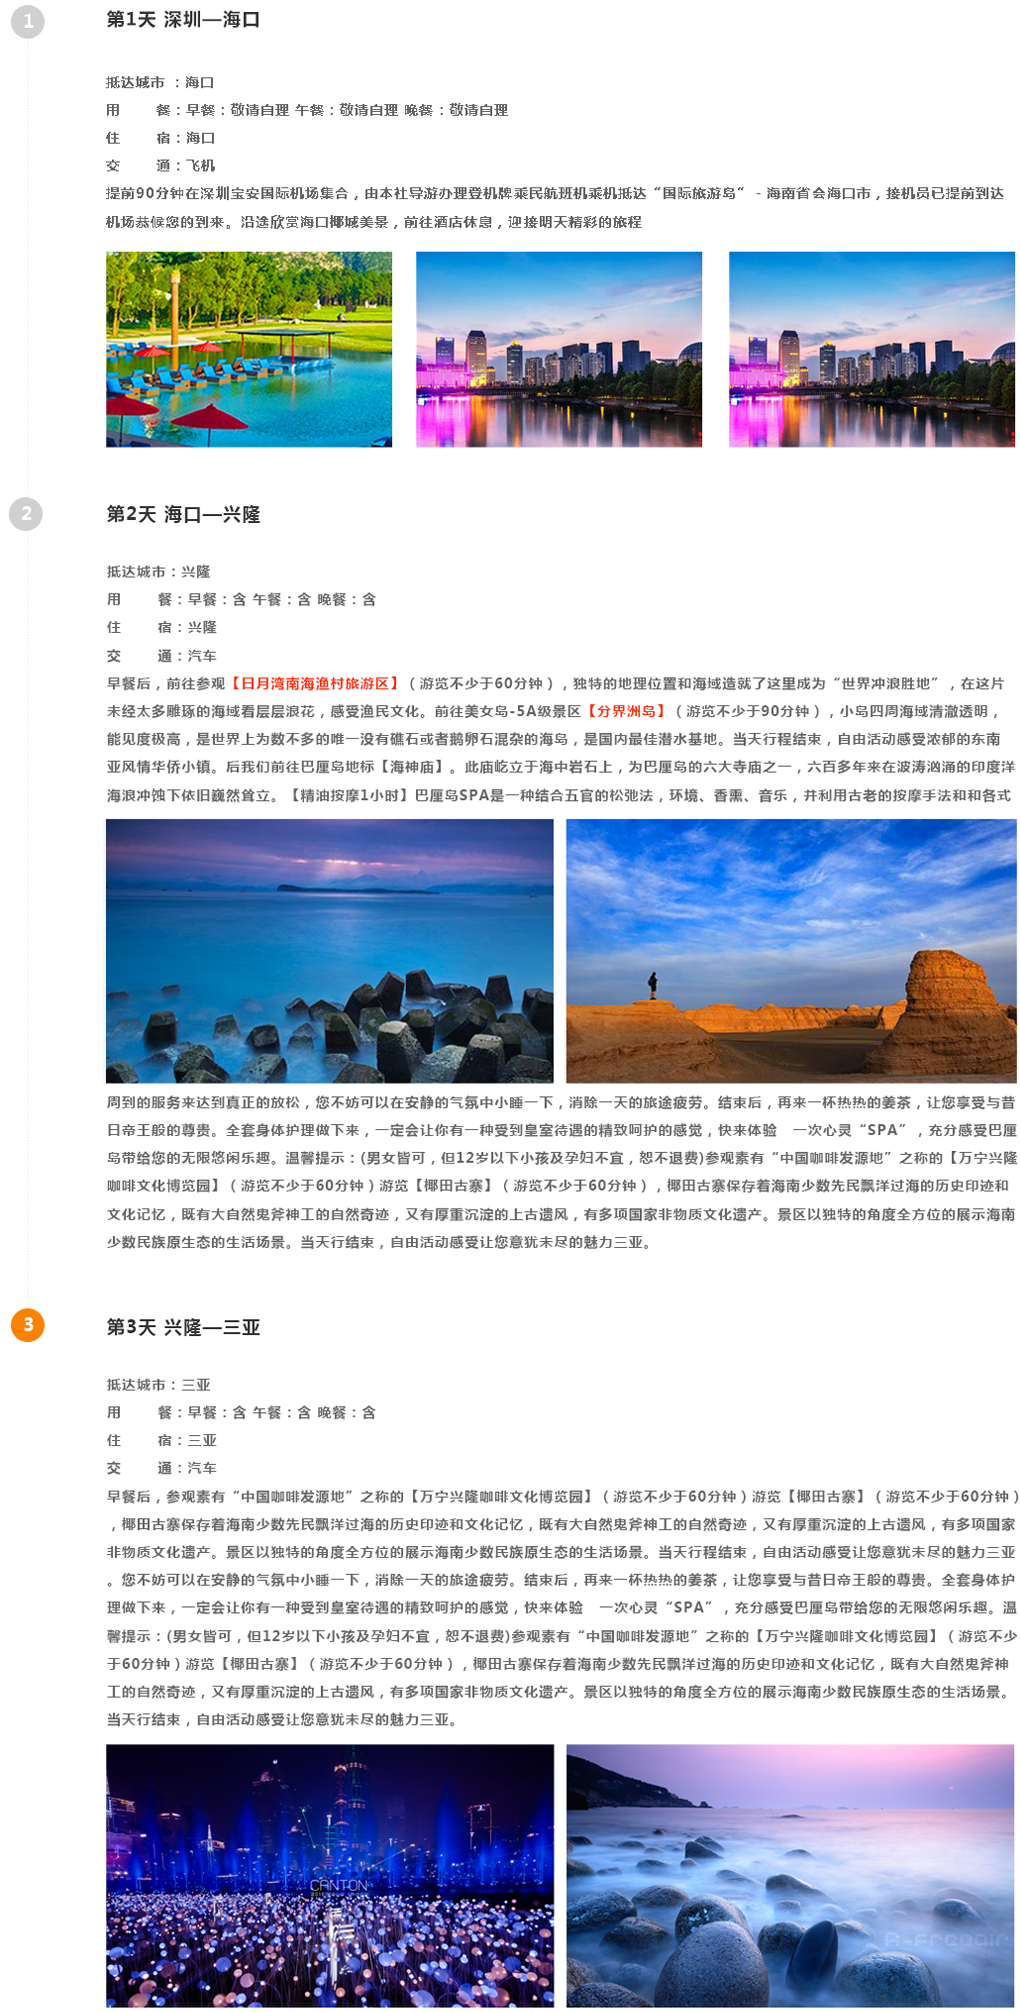 1
第1天 深圳—海口
抵达城市 ：海口
用 餐：早餐：敬请自理 午餐：敬请自理 晚餐：敬请自理
住 宿：海口
交 通：飞机
提前90分钟在深圳宝安国际机场集合，由本社导游办理登机牌乘民航班机乘机抵达“国际旅游岛“ - 海南省会海口市，接机员已提前到达
机场恭候您的到来。沿途欣赏海口椰城美景，前往酒店休息，迎接明天精彩的旅程
2
第2天 海口—兴隆
抵达城市：兴隆
用 餐：早餐：含 午餐：含 晚餐：含
住 宿：兴隆
交 通：汽车
早餐后，前往参观【日月湾南海渔村旅游区】（游览不少于60分钟），独特的地理位置和海域造就了这里成为“世界冲浪胜地”，在这片
未经太多雕琢的海域看层层浪花，感受渔民文化。前往美女岛-5A级景区【分界洲岛】（游览不少于90分钟），小岛四周海域清澈透明，
能见度极高，是世界上为数不多的唯一没有礁石或者鹅卵石混杂的海岛，是国内最佳潜水基地。当天行程结束，自由活动感受浓郁的东南
亚风情华侨小镇。后我们前往巴厘岛地标【海神庙】。此庙屹立于海中岩石上，为巴厘岛的六大寺庙之一，六百多年来在波涛汹涌的印度洋
海浪冲蚀下依旧巍然耸立。【精油按摩1小时】巴厘岛SPA是一种结合五官的松弛法，环境、香熏、音乐，并利用古老的按摩手法和和各式
周到的服务来达到真正的放松，您不妨可以在安静的气氛中小睡一下，消除一天的旅途疲劳。结束后，再来一杯热热的姜茶，让您享受与昔
日帝王般的尊贵。全套身体护理做下来，一定会让你有一种受到皇室待遇的精致呵护的感觉，快来体验 一次心灵“SPA”，充分感受巴厘
岛带给您的无限悠闲乐趣。温馨提示：(男女皆可，但12岁以下小孩及孕妇不宜，恕不退费)参观素有“中国咖啡发源地”之称的【万宁兴隆
咖啡文化博览园】（游览不少于60分钟）游览【椰田古寨】（游览不少于60分钟），椰田古寨保存着海南少数先民飘洋过海的历史印迹和
文化记忆，既有大自然鬼斧神工的自然奇迹，又有厚重沉淀的上古遗风，有多项国家非物质文化遗产。景区以独特的角度全方位的展示海南
少数民族原生态的生活场景。当天行结束，自由活动感受让您意犹未尽的魅力三亚。
3
第3天 兴隆—三亚
抵达城市：三亚
用 餐：早餐：含 午餐：含 晚餐：含
住 宿：三亚
交 通：汽车
早餐后，参观素有“中国咖啡发源地”之称的【万宁兴隆咖啡文化博览园】（游览不少于60分钟）游览【椰田古寨】（游览不少于60分钟）
，椰田古寨保存着海南少数先民飘洋过海的历史印迹和文化记忆，既有大自然鬼斧神工的自然奇迹，又有厚重沉淀的上古遗风，有多项国家
非物质文化遗产。景区以独特的角度全方位的展示海南少数民族原生态的生活场景。当天行程结束，自由活动感受让您意犹未尽的魅力三亚
。您不妨可以在安静的气氛中小睡一下，消除一天的旅途疲劳。结束后，再来一杯热热的姜茶，让您享受与昔日帝王般的尊贵。全套身体护
理做下来，一定会让你有一种受到皇室待遇的精致呵护的感觉，快来体验 一次心灵“SPA”，充分感受巴厘岛带给您的无限悠闲乐趣。温
馨提示：(男女皆可，但12岁以下小孩及孕妇不宜，恕不退费)参观素有“中国咖啡发源地”之称的【万宁兴隆咖啡文化博览园】（游览不少
于60分钟）游览【椰田古寨】（游览不少于60分钟），椰田古寨保存着海南少数先民飘洋过海的历史印迹和文化记忆，既有大自然鬼斧神
工的自然奇迹，又有厚重沉淀的上古遗风，有多项国家非物质文化遗产。景区以独特的角度全方位的展示海南少数民族原生态的生活场景。
当天行结束，自由活动感受让您意犹未尽的魅力三亚。
CANTON
2011